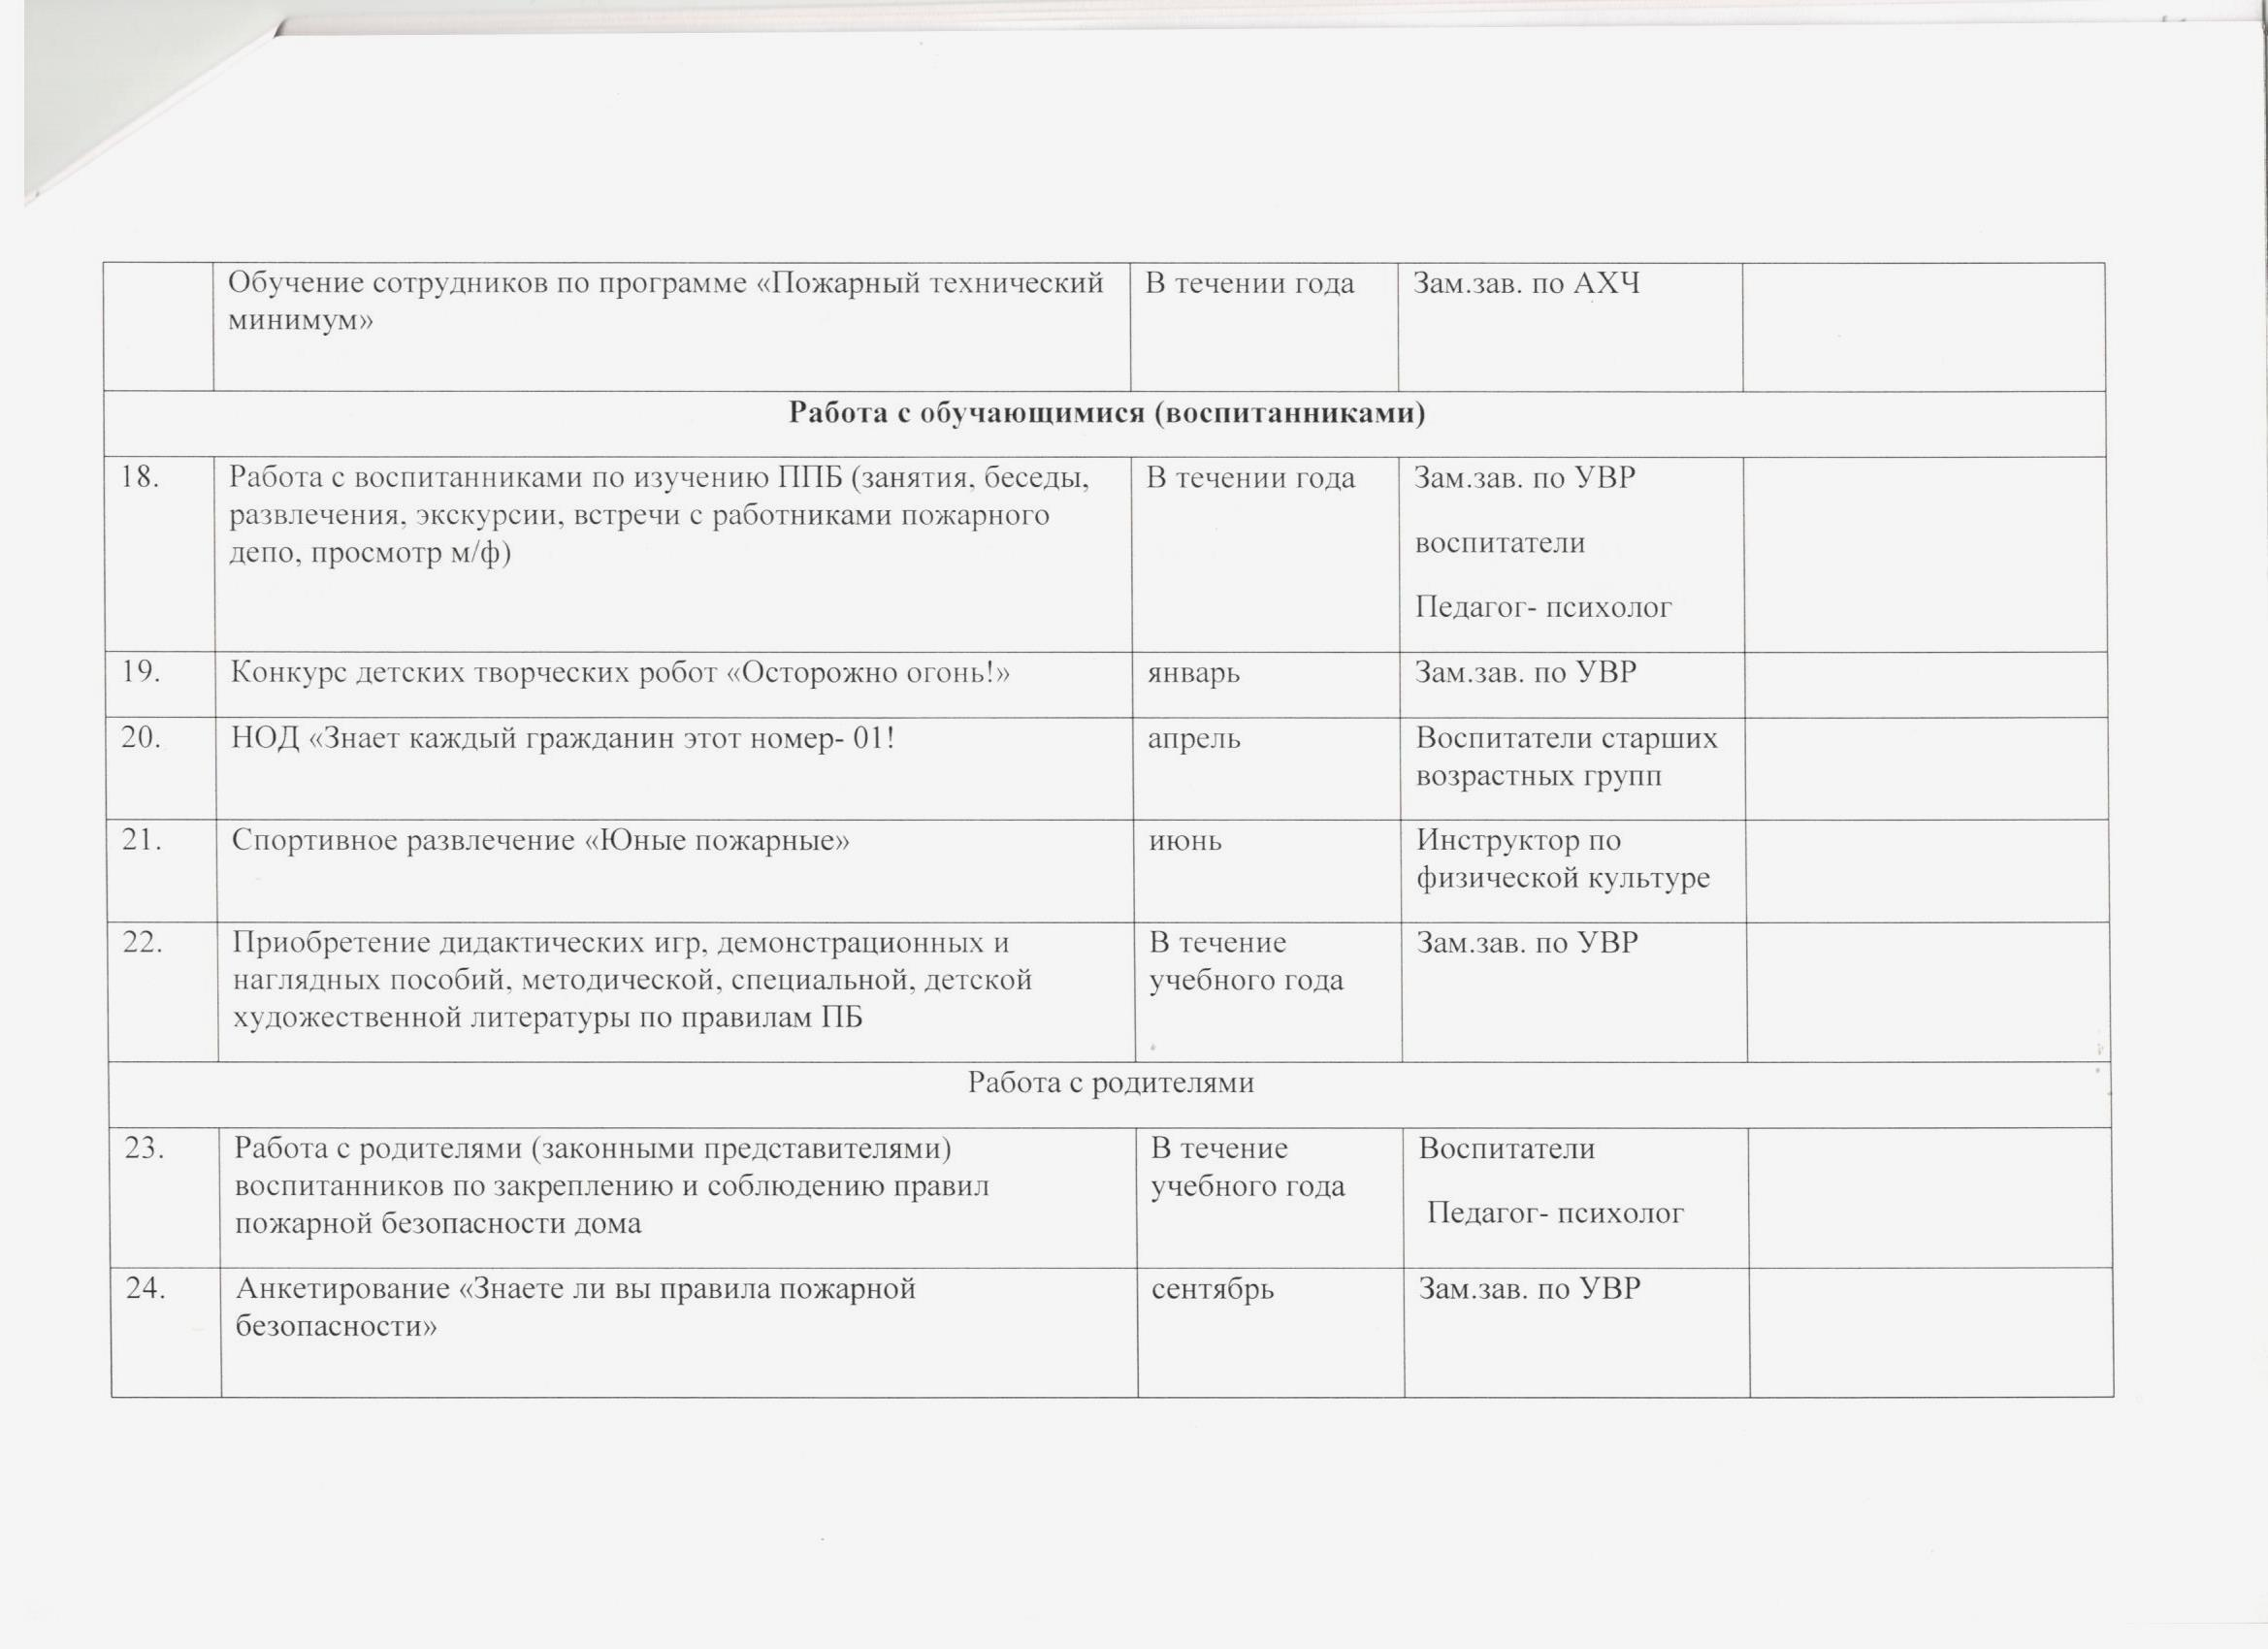 Обучение сотрудников по программе «Пожарный технический
минимум»
В течении года
Зам.зав. по АХЧ
Работа с обучающимися (воспитанниками)
18.
Работа с воспитанниками по изучению ППБ (занятия, беседы,
развлечения, экскурсии, встречи с работниками пожарного
депо, просмотр м/ф)
В течении года
Зам.зав. по УВР
воспитатели
Педагог- психолог
19.
Конкурс детских творческих робот «Осторожно огонь!»
январь
Зам.зав. по УВР
20.
НОД «Знает каждый гражданин этот номер- 01!
апрель
Воспитатели старших
возрастных групп
21.
Спортивное развлечение «Юные пожарные»
июнь
Инструктор по
физической культуре
22.
Приобретение дидактических игр, демонстрационных и
наглядных пособий, методической, специальной, детской
художественной литературы по правилам ПБ
В течение
учебного года
Зам.зав. по УВР
Работа с родителями
23.
Работа с родителями (законными представителями)
воспитанников по закреплению и соблюдению правил
пожарной безопасности дома
В течение
учебного года
Воспитатели
Педагог- психолог
24.
Анкетирование «Знаете ли вы правила пожарной
безопасности»
сентябрь
Зам.зав. по УВР